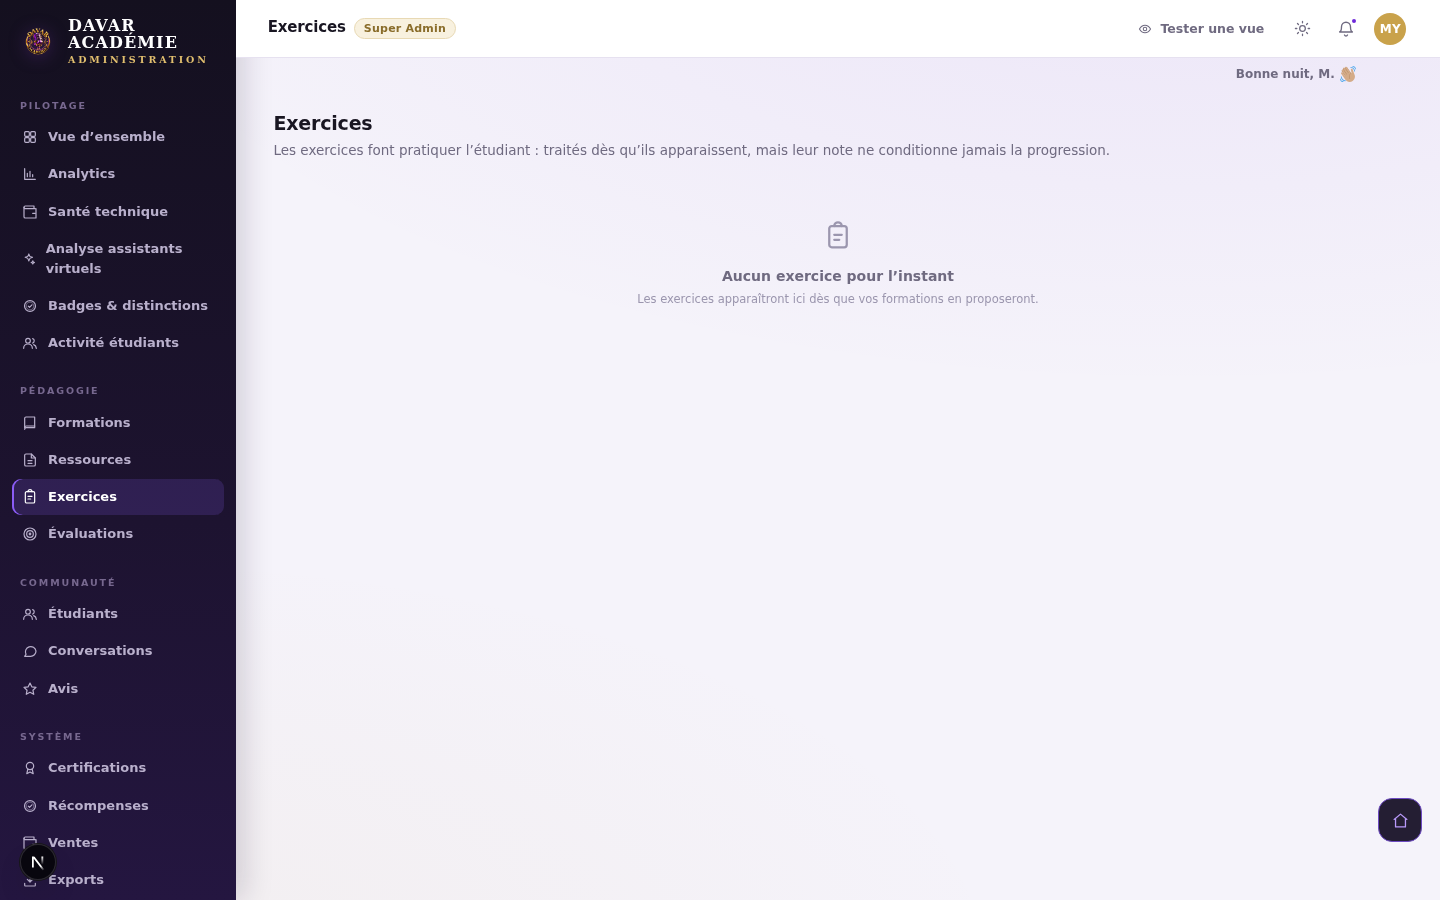 DAVAR
ACADÉMIE
ADMINISTRATION
Exercices
Super Admin
Tester une vue
MY
Bonne nuit, M. 👋🏽
PILOTAGE
Vue d’ensemble
Analytics
Santé technique
Analyse assistants
virtuels
Badges & distinctions
Activité étudiants
PÉDAGOGIE
Formations
Ressources
Exercices
Évaluations
COMMUNAUTÉ
Étudiants
Conversations
Avis
SYSTÈME
Certifications
Récompenses
Ventes
Exports
N
Exercices
Les exercices font pratiquer l’étudiant : traités dès qu’ils apparaissent, mais leur note ne conditionne jamais la progression.
Aucun exercice pour l’instant
Les exercices apparaîtront ici dès que vos formations en proposeront.